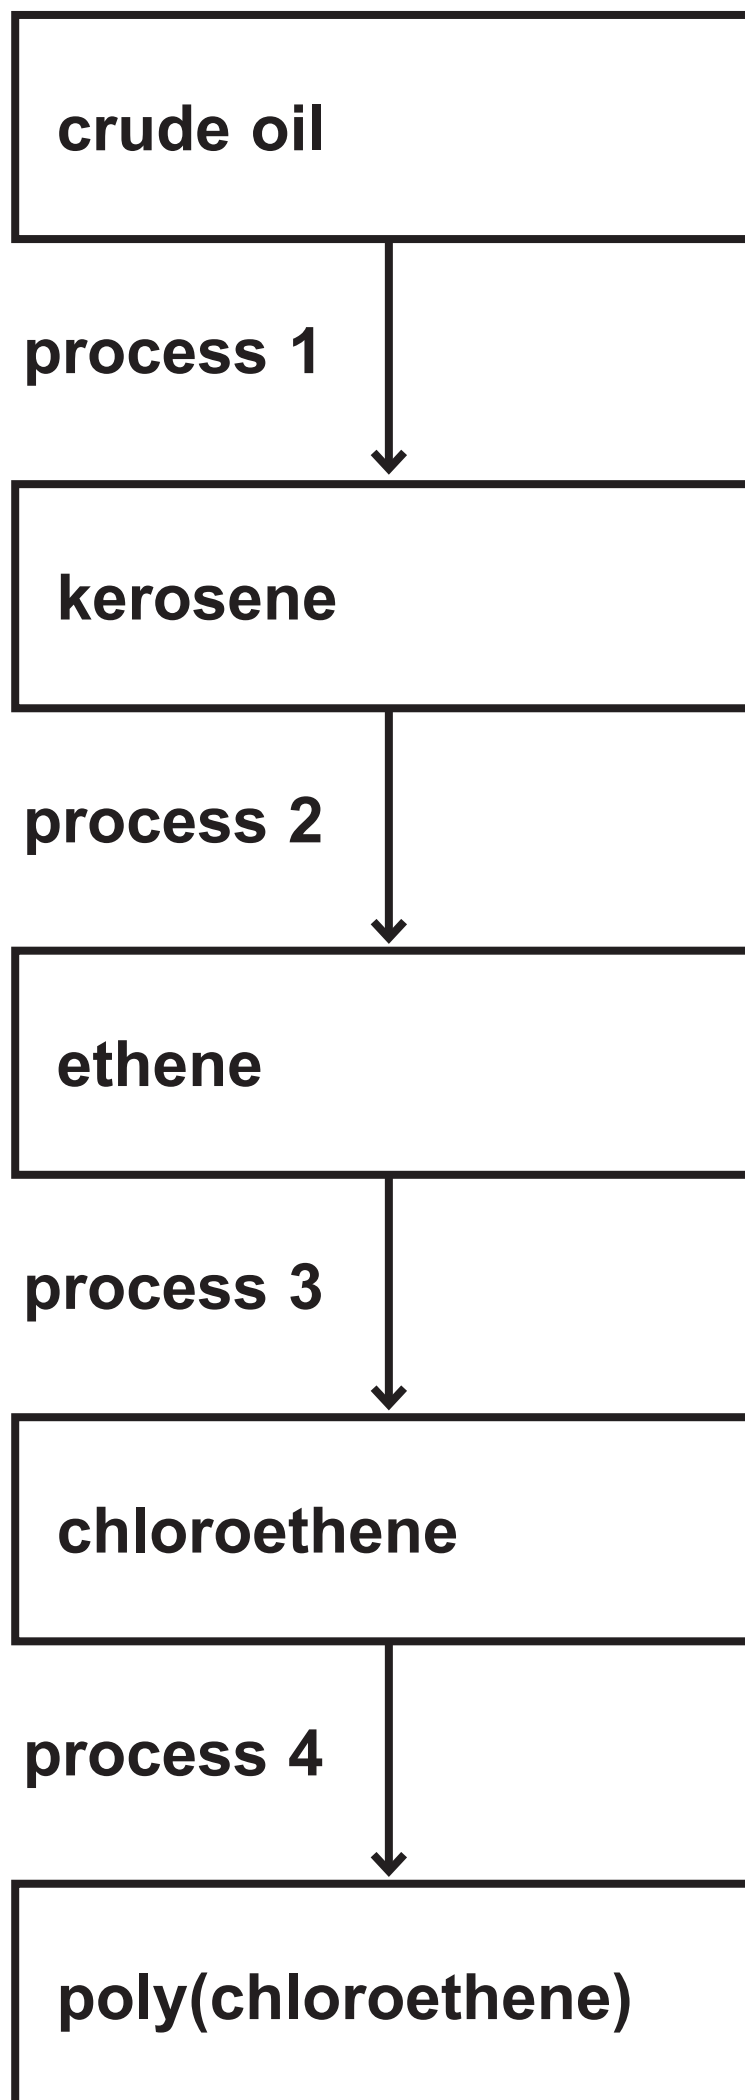 crude oil
process 1
kerosene
process 2
ethene
process 3
chloroethene
process 4
poly(chloroethene)